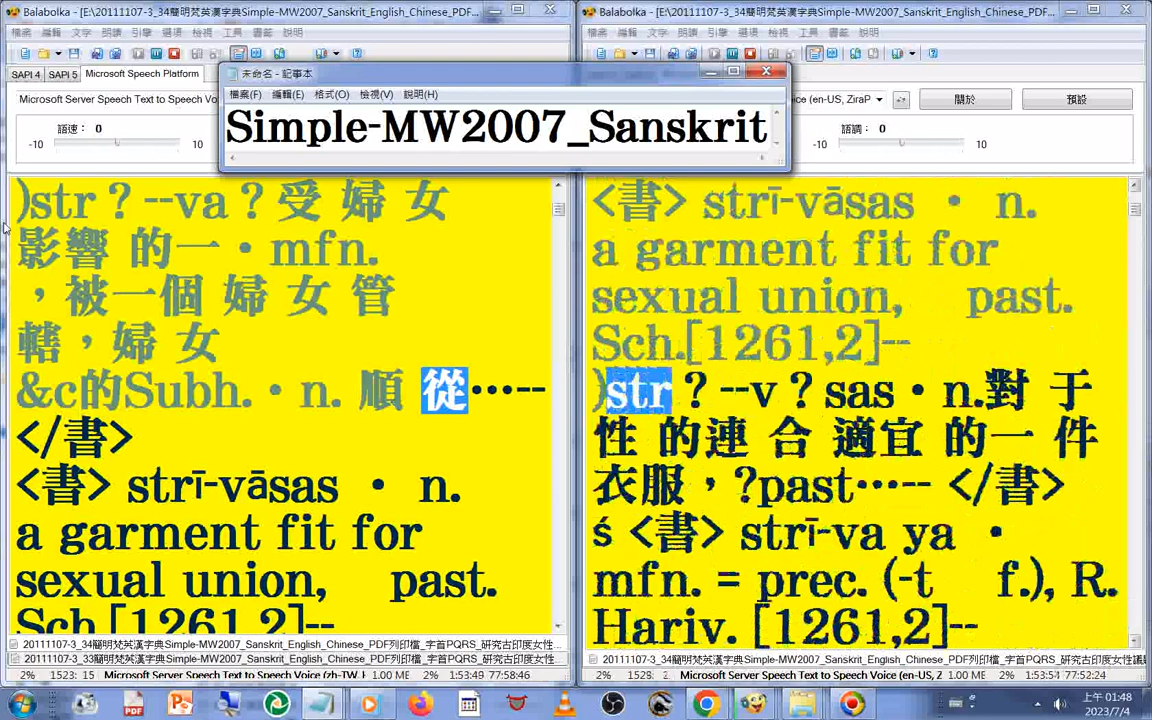 Balabolka - [E:\20111107-3_34簡明梵英漢字典Simple-MW2007_Sanskrit_English_Chinese_PDF...
檔案 編輯 文字 朗讀 引擎 選項 檢視 工具 書籤 說明
SAPI 4 SAPI 5 Microsoft Speech Platform
Microsoft Server Speech Text to Speech Vo
語速： 0
-10 10
)str？--va？受 婦 女
影響 的一·mfn.
，被一個 婦 女 管
轄，婦 女
&c的Subh.·n. 順 從…--
</書>
<書> strī-vāsas · n.
a garment fit for
sexual union, past.
Sch.[1261,2]--
20111107-3_34簡明梵英漢字典Simple-MW2007_Sanskrit_English_Chinese_PDF列印檔_字首PQRS_研究古印度女性...
20111107-3_33簡明梵英漢字典Simple-MW2007_Sanskrit_English_Chinese_PDF列印檔_字首PQRS_研究古印度女性...
2% 1523: 15 Microsoft Server Speech Text to Speech Voice (zh-TW, 1.00 ME 2% 1:53:49 77:58:46
未命名 - 記事本
檔案(F) 編輯(E) 格式(O) 檢視(V) 說明(H)
Simple-MW2007_Sanskrit
Balabolka - [E:\20111107-3_34簡明梵英漢字典Simple-MW2007_Sanskrit_English_Chinese_PDF...
檔案 編輯 文字 朗讀 引擎 選項 檢視 工具 書籤 說明
ice (en-US, ZiraP 關於 預設
語調： 0
-10 10
<書> strī-vāsas · n.
a garment fit for
sexual union, past.
Sch.[1261,2]--
)str？--v？sas·n.對 于
性 的連 合 適宜 的一 件
衣服，?past…-- </書>
ś <書> strī-va ya ·
mfn. = prec. (-t f.), R.
Hariv. [1261,2]--
20111107-3_34簡明梵英漢字典Simple-MW2007_Sanskrit_English_Chinese_PDF列印檔_字首PQRS_研究古印度女性議
2% 1528: 2 Microsoft Server Speech Text to Speech Voice (en-US, Z 1.00 ME 2% 1:53:54 77:52:24
上午 01:48
2023/7/4